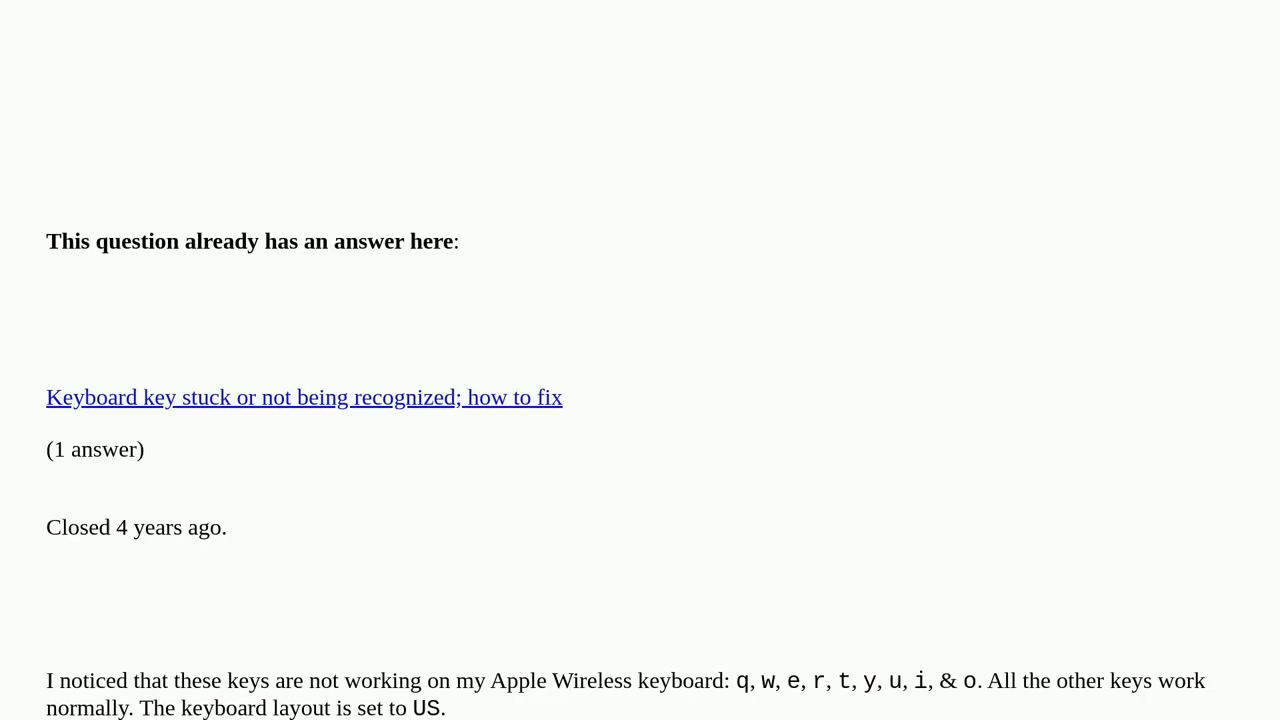 This question already has an answer here:
Keyboard key stuck or not being recognized; how to fix
(1 answer)
Closed 4 years ago.
I noticed that these keys are not working on my Apple Wireless keyboard: q, w, e, r, t, y, u, i, & o. All the other keys work
normally. The keyboard layout is set to US.